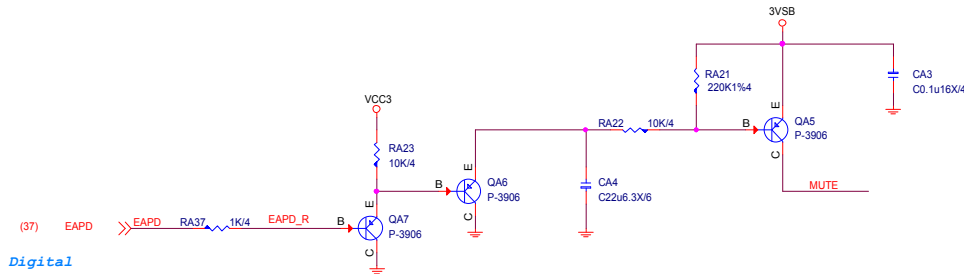 3VSB
RA21
220K1%4
CA3
C0.1u16X/4
VCC3
RA23
10K/4
RA22 10K/4
E
B
QA5
P-3906
C
E
B
QA6
P-3906
C
CA4
C22u6.3X/6
MUTE
(37) EAPD EAPD RA37 1K/4 EAPD_R
E
B
QA7
P-3906
C
Digital